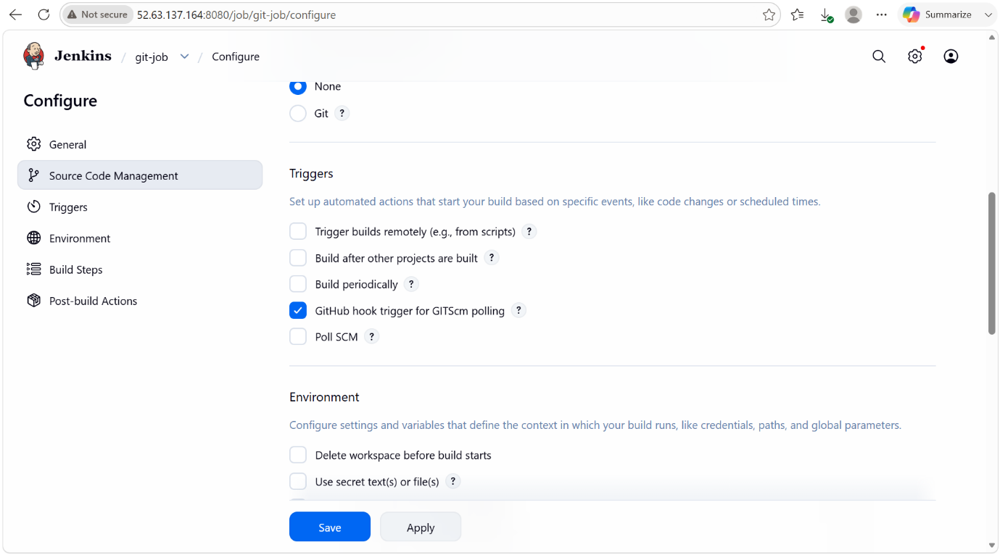 Not secure 52.63.137.164:8080/job/git-job/configure Summarize
Jenkins / git-job / Configure
Configure
General
Source Code Management
Triggers
Environment
Build Steps
Post-build Actions
None
Git ?
Triggers
Set up automated actions that start your build based on specific events, like code changes or scheduled times.
Trigger builds remotely (e.g., from scripts) ?
Build after other projects are built ?
Build periodically ?
GitHub hook trigger for GITScm polling ?
Poll SCM ?
Environment
Configure settings and variables that define the context in which your build runs, like credentials, paths, and global parameters.
Delete workspace before build starts
Use secret text(s) or file(s) ?
Save Apply